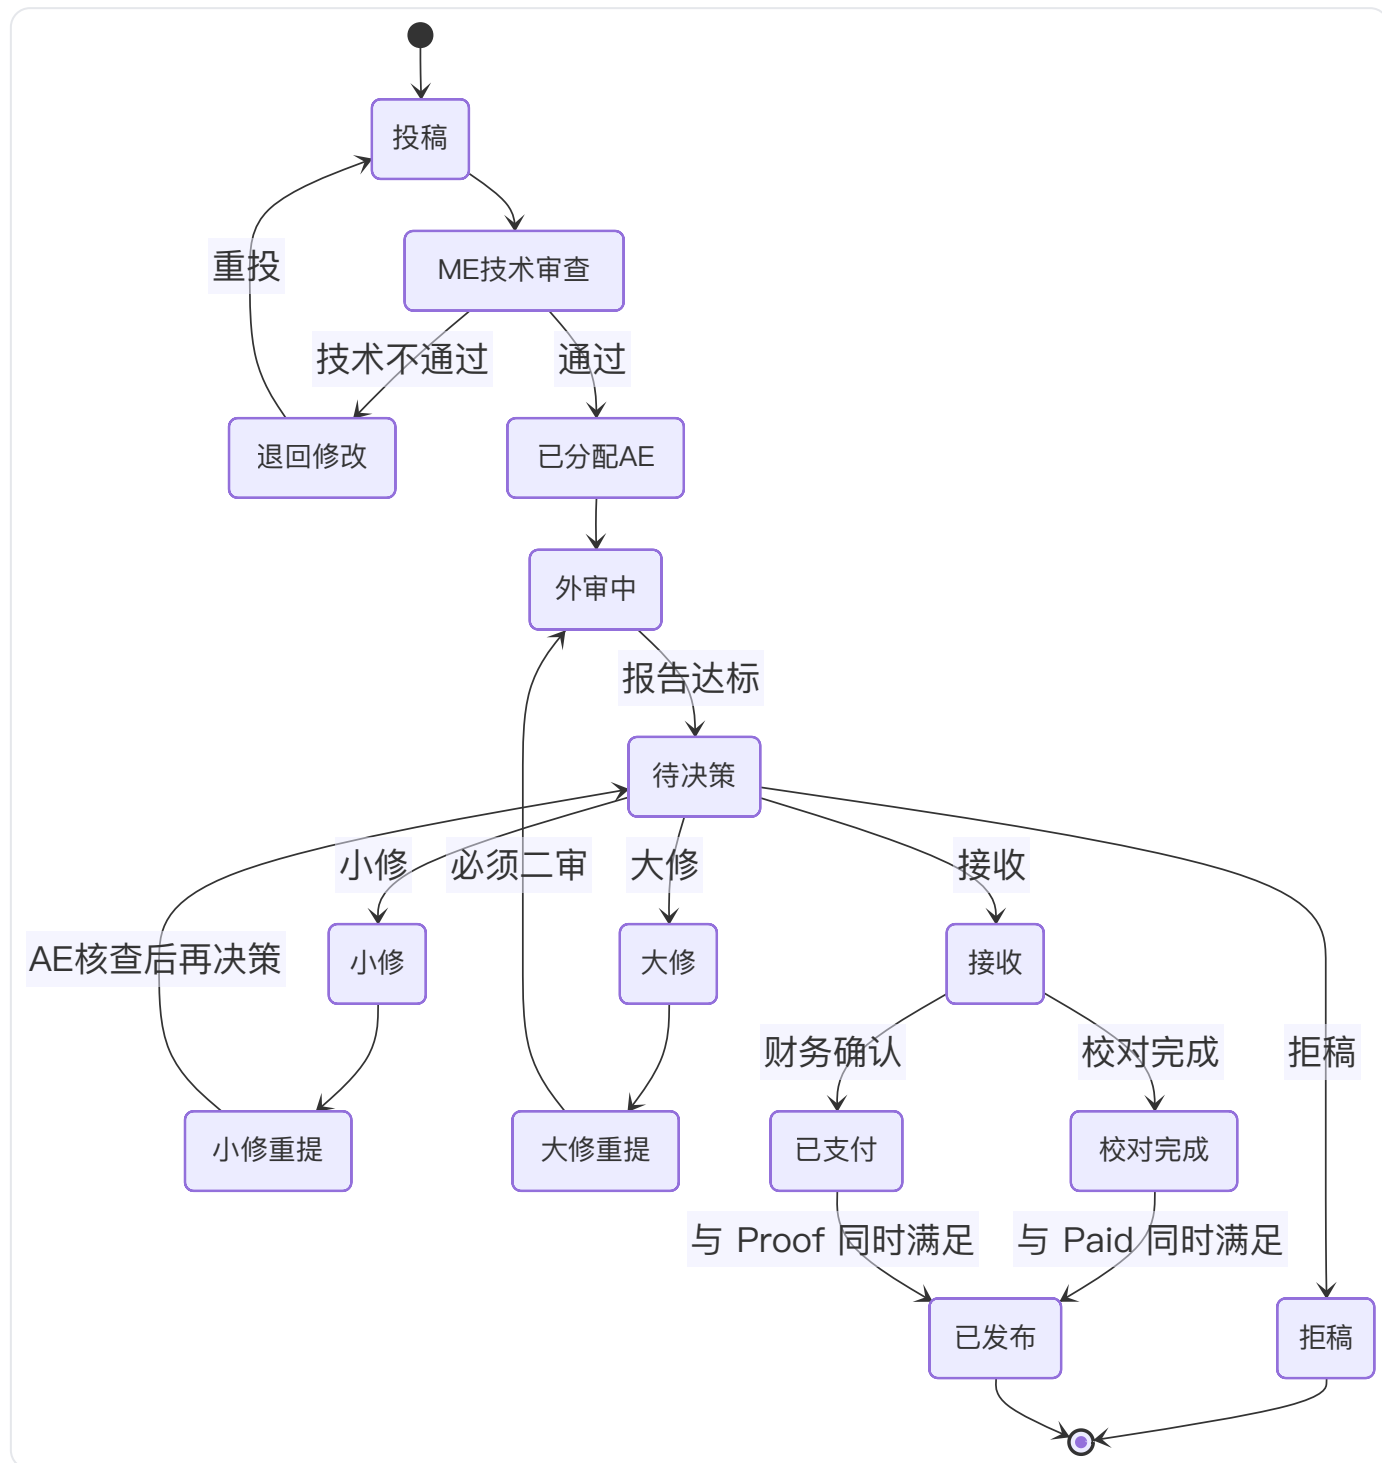 投稿
重投
ME技术审查
技术不通过
通过
退回修改
已分配AE
外审中
报告达标
待决策
小修
必须二审
大修
接收
AE核查后再决策
小修
大修
接收
财务确认
校对完成
拒稿
小修重提
大修重提
已支付
校对完成
与 Proof 同时满足
与 Paid 同时满足
已发布
拒稿